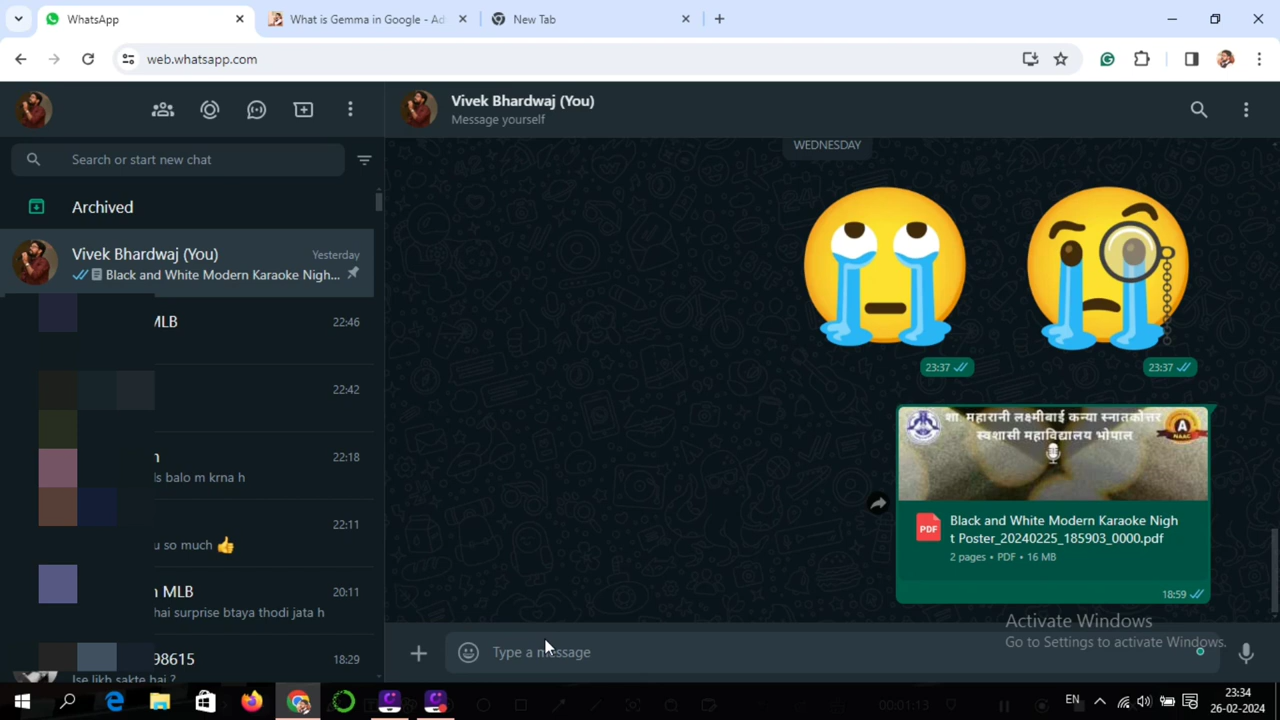 WhatsApp
What is Gemma in Google - Ad
New Tab
web.whatsapp.com
Vivek Bhardwaj (You)
Message yourself
Search or start new chat
Archived
Vivek Bhardwaj (You)
Yesterday
Black and White Modern Karaoke Nigh...
MLB
22:46
22:42
22:18
ls balo m krna h
22:11
u so much 👍
MLB
20:11
hai surprise btaya thodi jata h
98615
18:29
Ise likh sakte hai ?
WEDNESDAY
23:37
23:37
शा. महारानी लक्ष्मीबाई कन्या स्नातकोत्तर
स्वशासी महाविद्यालय भोपाल
A
NAAC
PDF
Black and White Modern Karaoke Nigh
t Poster_20240225_185903_0000.pdf
2 pages • PDF • 16 MB
18:59
Type a message
Activate Windows
Go to Settings to activate Windows.
00:01:13
EN
23:34
26-02-2024